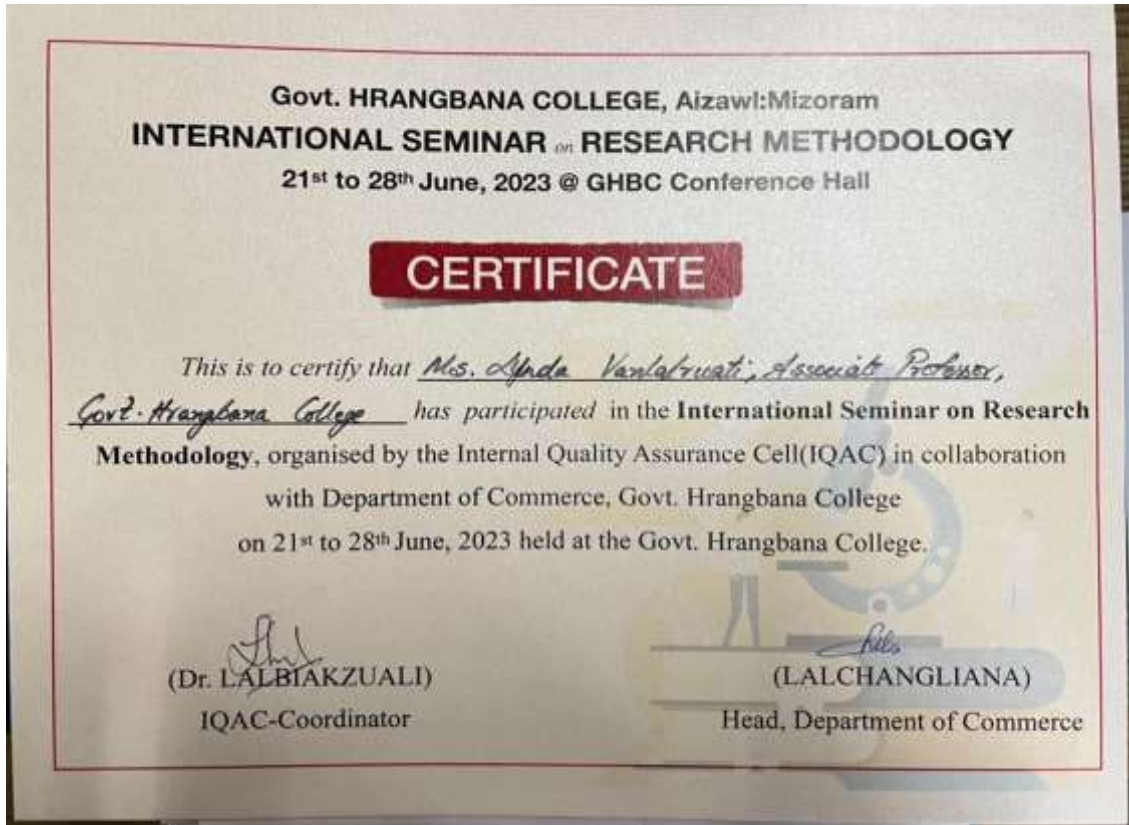 Govt. HRANGBANA COLLEGE, Aizawl:Mizoram
INTERNATIONAL SEMINAR on RESEARCH METHODOLOGY
21st to 28th June, 2023 @ GHBC Conference Hall
CERTIFICATE
This is to certify that Associate Professor,
Govt. Hrangbana College has participated in the International Seminar on Research
Methodology, organised by the Internal Quality Assurance Cell(IQAC) in collaboration
with Department of Commerce, Govt. Hrangbana College
on 21st to 28th June, 2023 held at the Govt. Hrangbana College.
(Dr. LALBIAKZUALI)
(LALCHANGLIANA)
IQAC-Coordinator
Head, Department of Commerce